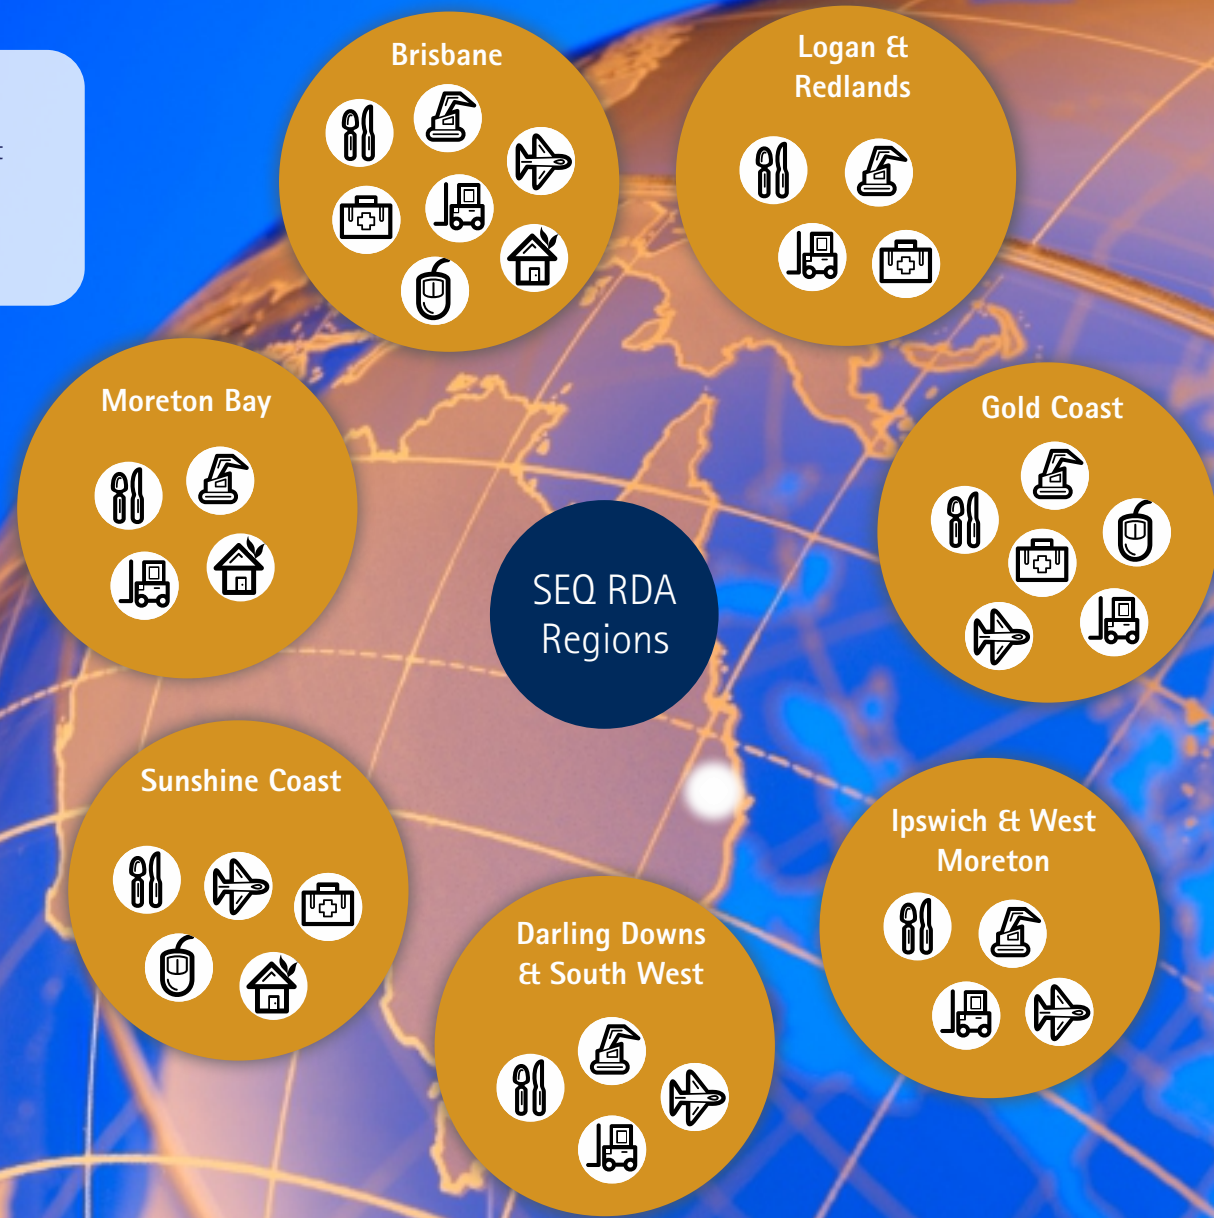 Brisbane
Logan &
Redlands
Moreton Bay
Gold Coast
SEQ RDA
Regions
Sunshine Coast
Ipswich & West
Moreton
Darling Downs
& South West